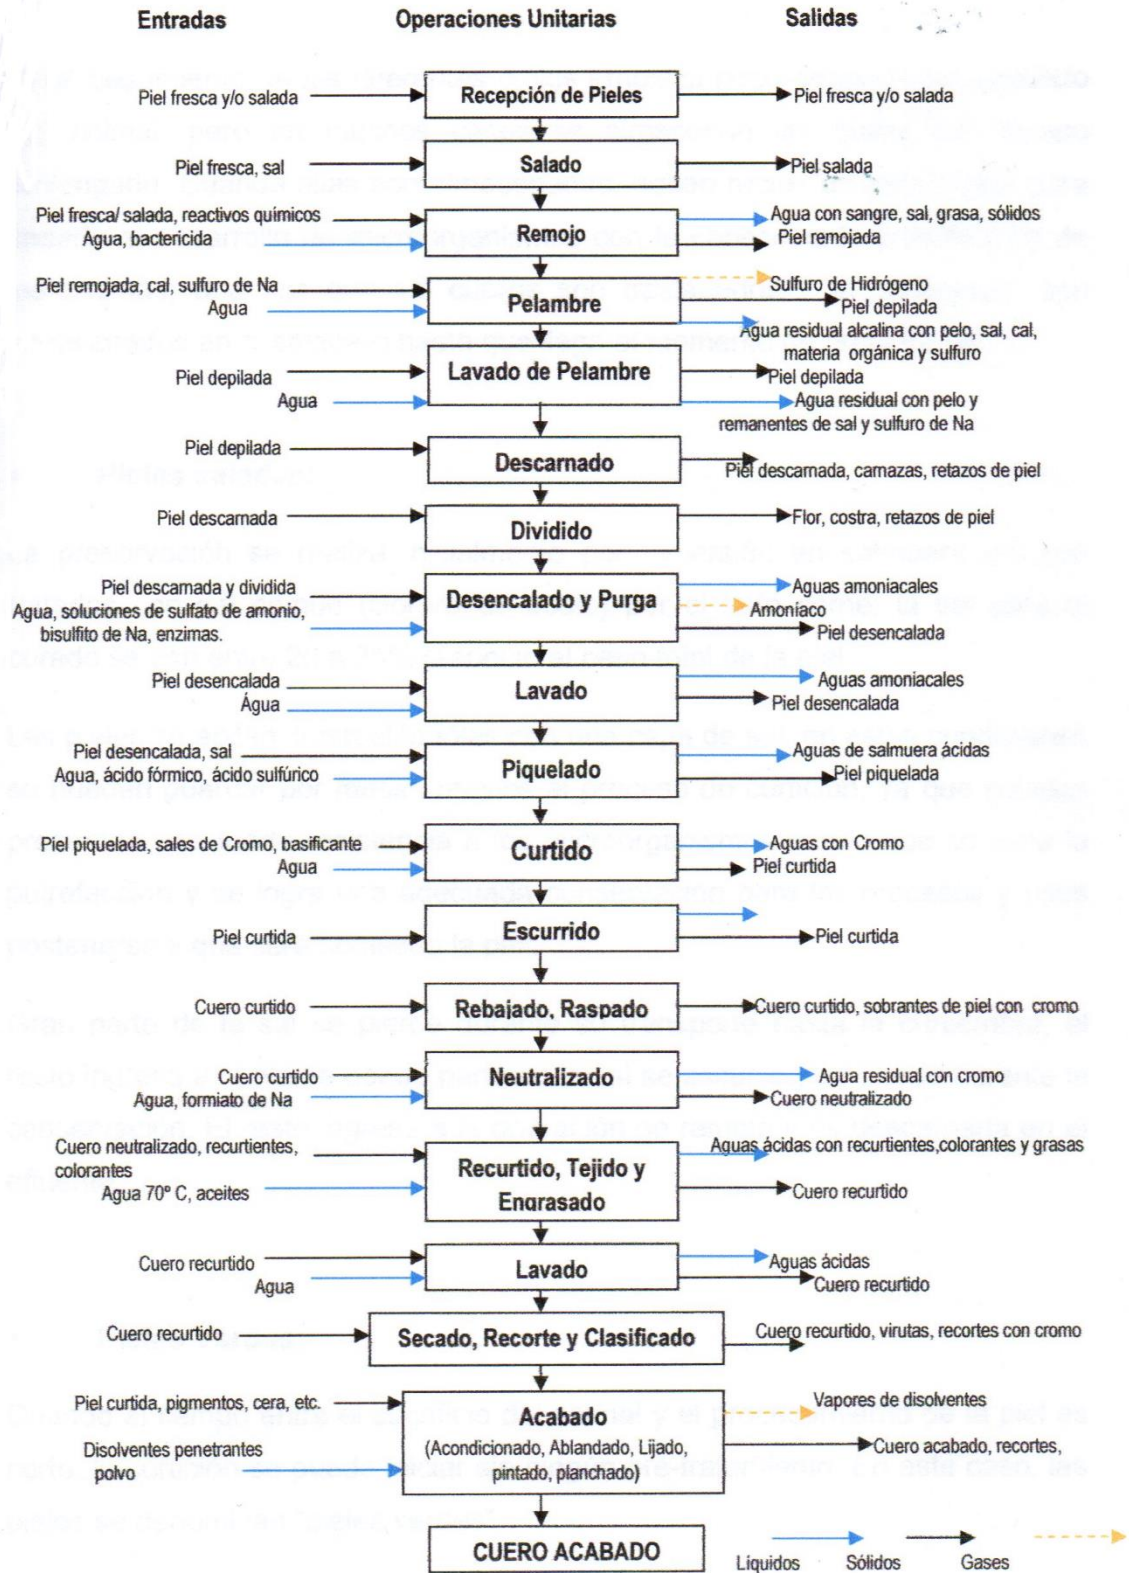 Entradas Operaciones Unitarias Salidas
Piel fresca y/o salada Recepción de Pieles Piel fresca y/o salada
Piel fresca, sal Salado Piel salada
Piel fresca/ salada, reactivos químicos Agua con sangre, sal, grasa, sólidos
Agua, bactericida Remojo Piel remojada
Piel remojada, cal, sulfuro de Na Sulfuro de Hidrógeno
Agua Pelambre Piel depilada
Agua residual alcalina con pelo, sal, cal,
materia orgánica y sulfuro
Piel depilada Lavado de Pelambre Piel depilada
Agua Agua residual con pelo y
remanentes de sal y sulfuro de Na
Piel depilada Descarnado Piel descarnada, carnazas, retazos de piel
Piel descarnada Dividido Flor, costra, retazos de piel
Piel descarnada y dividida Desencalado y Purga Aguas amoniacales
Agua, soluciones de sulfato de amonio, Amoníaco
bisulfito de Na, enzimas. Piel desencalada
Piel desencalada Lavado Aguas amoniacales
Água Piel desencalada
Piel desencalada, sal Aguas de salmuera ácidas
Agua, ácido fórmico, ácido sulfúrico Piquelado Piel piquelada
Piel piquelada, sales de Cromo, basificante Curtido Aguas con Cromo
Agua Piel curtida
Piel curtida Escurrido Piel curtida
Cuero curtido Rebajado, Raspado Cuero curtido, sobrantes de piel con cromo
Cuero curtido Neutralizado Agua residual con cromo
Agua, formiato de Na Cuero neutralizado
Cuero neutralizado, recurtientes, Aguas ácidas con recurtientes,colorantes y grasas
colorantes Recurtido, Tejido y
Agua 70º C, aceites Engrasado Cuero recurtido
Cuero recurtido Lavado Aguas ácidas
Agua Cuero recurtido
Cuero recurtido Secado, Recorte y Clasificado Cuero recurtido, virutas, recortes con cromo
Piel curtida, pigmentos, cera, etc. Acabado Vapores de disolventes
Disolventes penetrantes (Acondicionado, Ablandado, Lijado, Cuero acabado, recortes,
polvo pintado, planchado) polvo
CUERO ACABADO Líquidos Sólidos Gases